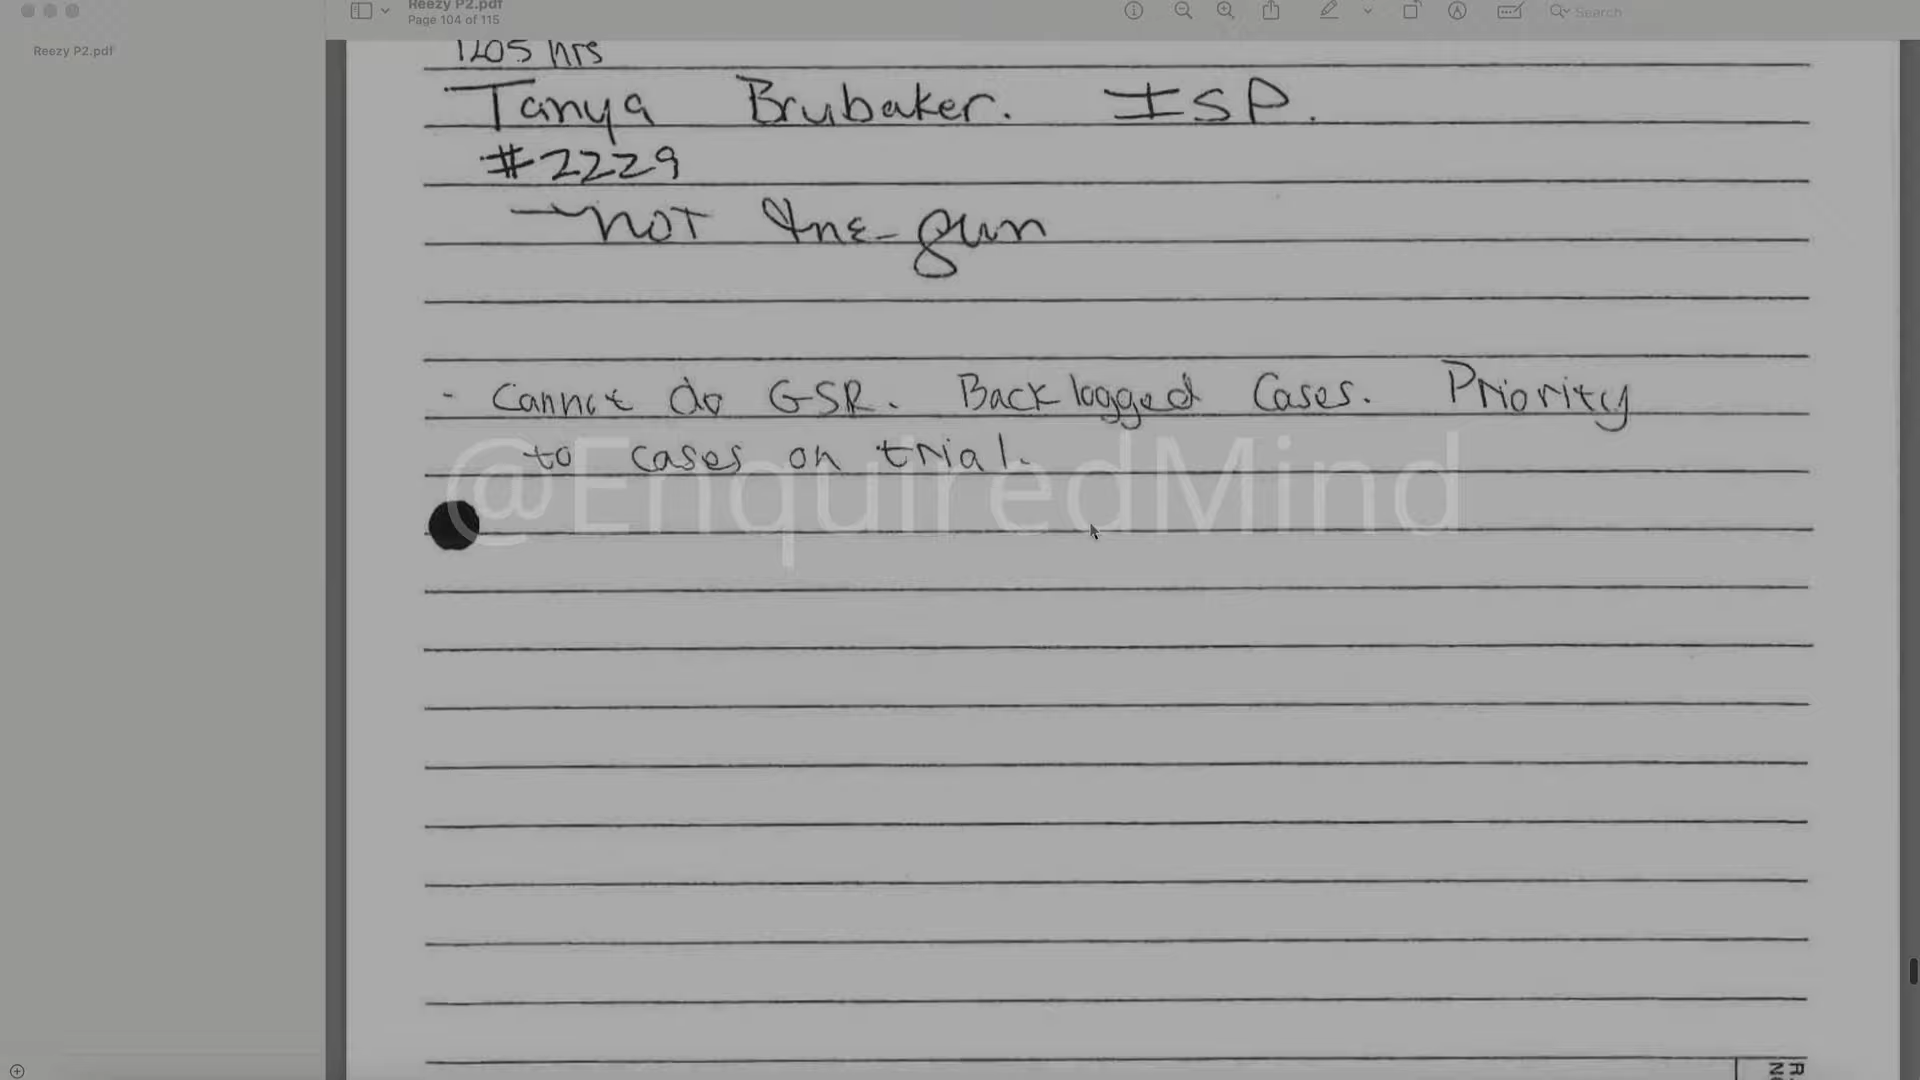 Reezy P2.pdf
Page 104 of 115
Search
Reezy P2.pdf
1205 hrs
Tanya Brubaker. ISP.
#2229
- not the gun
- Cannot do GSR. Backlogged Cases. Priority
to cases on trial.
@EnquiredMind